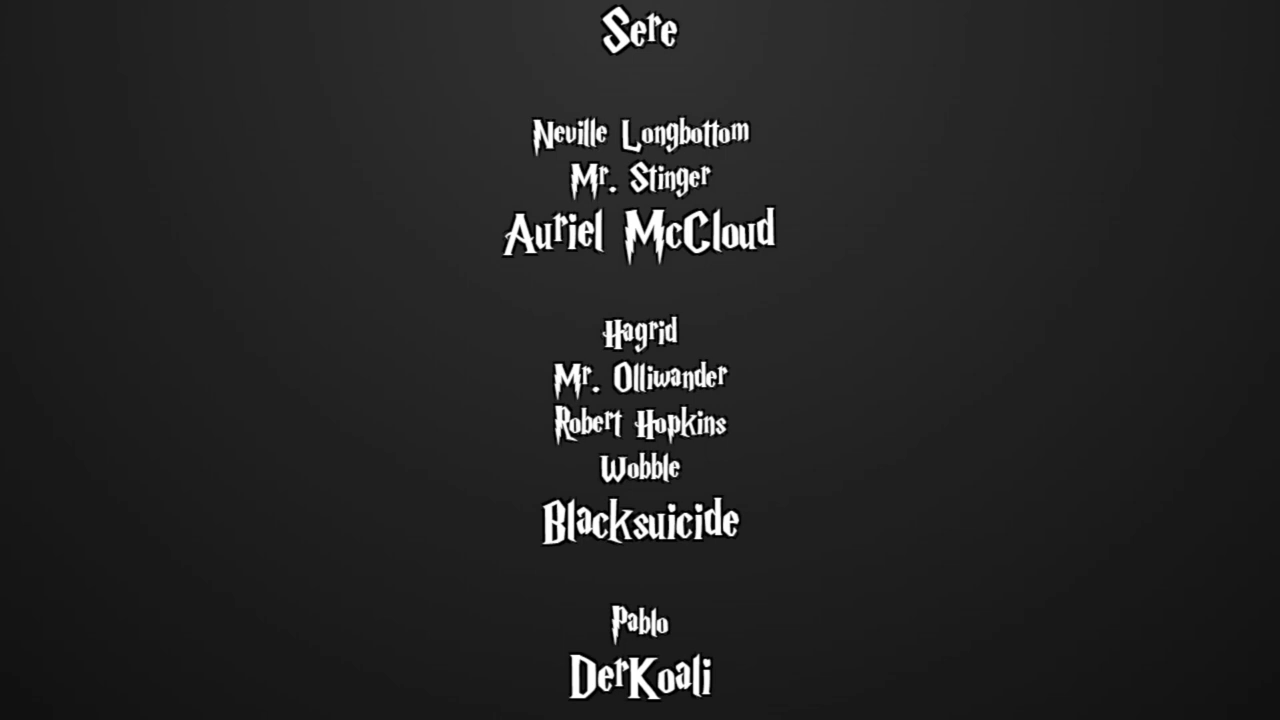 Sere
Neville Longbottom
Mr. Stinger
Auriel McCloud
Hagrid
Mr. Olliwander
Robert Hopkins
Wobble
Blacksuicide
Pablo
DerKoali